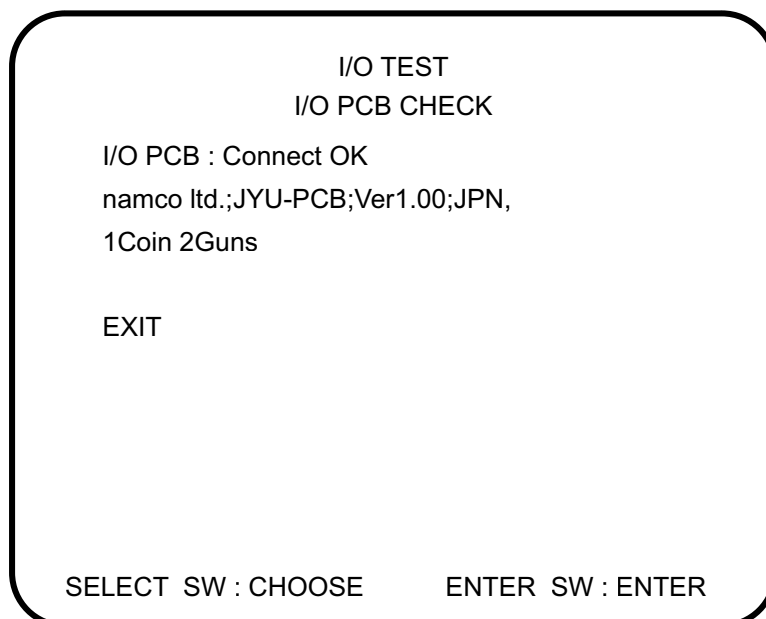 I/O TEST
I/O PCB CHECK
I/O PCB : Connect OK
namco ltd.;JYU-PCB;Ver1.00;JPN,
1Coin 2Guns
EXIT
SELECT SW : CHOOSE ENTER SW : ENTER